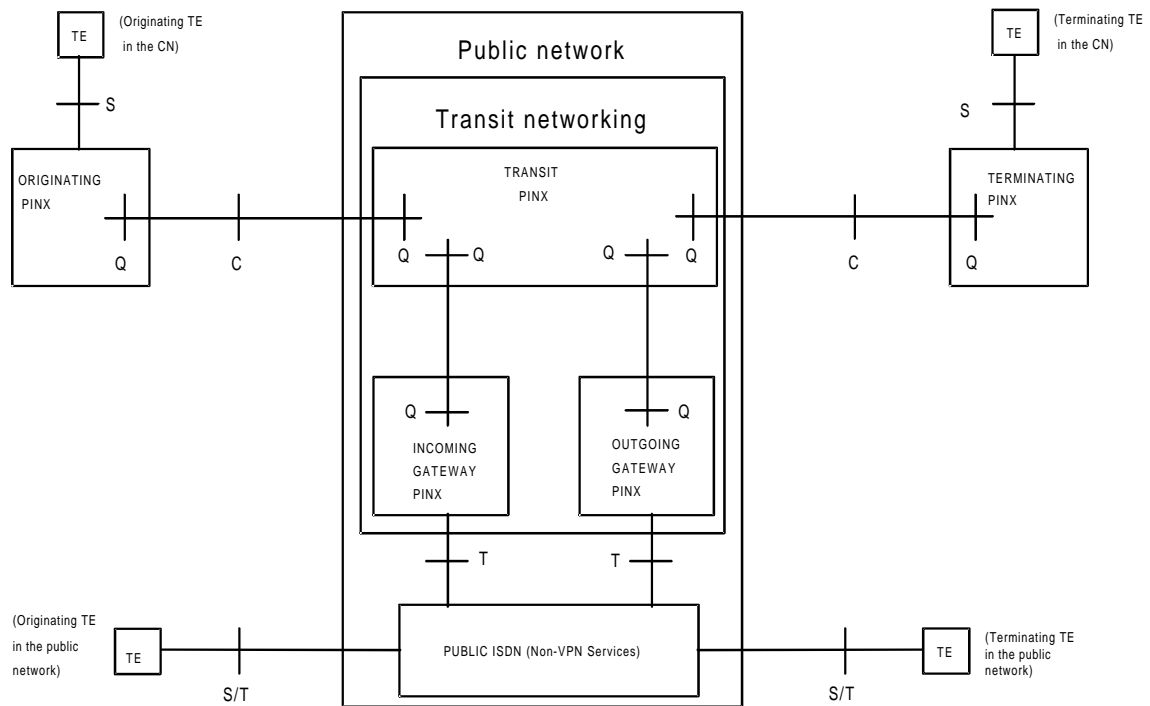 TE
(Originating TE
in the CN)
S
Public network
Transit networking
TE
(Terminating TE
in the CN)
S
ORIGINATING
PINX
Q
C
TRANSIT
PINX
Q
Q
Q
Q
C
TERMINATING
PINX
Q
Q
INCOMING
GATEWAY
PINX
Q
OUTGOING
GATEWAY
PINX
T
T
(Originating TE
in the public
network)
TE
S/T
PUBLIC ISDN (Non-VPN Services)
S/T
TE
(Terminating TE
in the public
network)